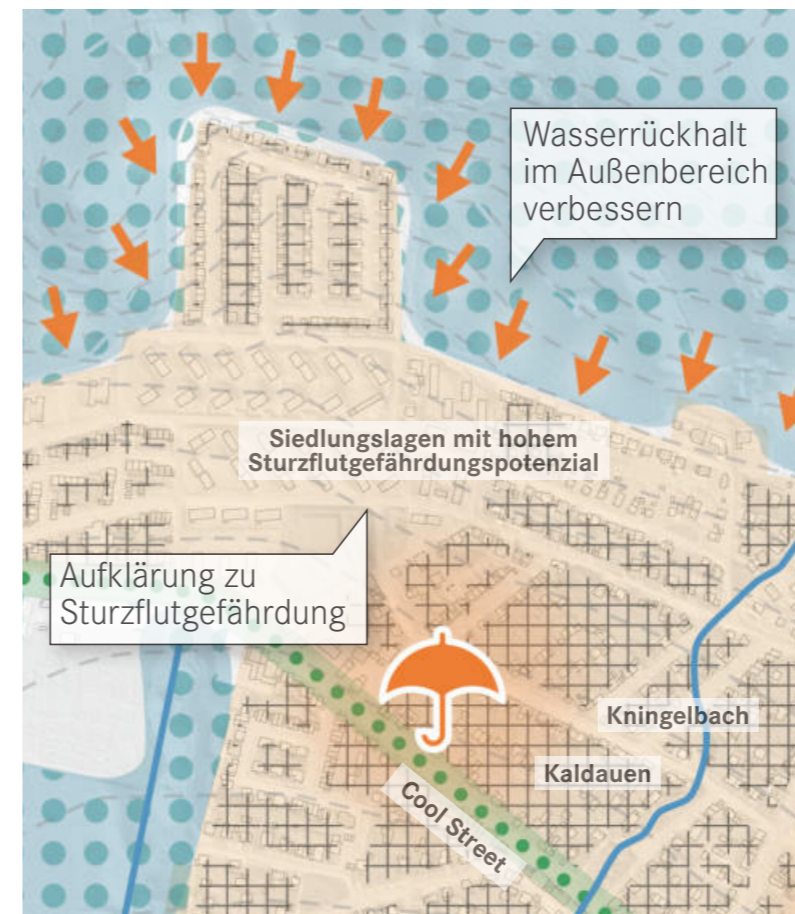 Wasserrückhalt
im Außenbereich
verbessern
Siedlungslagen mit hohem
Sturzflutgefährdungspotenzial
Aufklärung zu
Sturzflutgefährdung
Kningelbach
Kaldauen
Cool Street